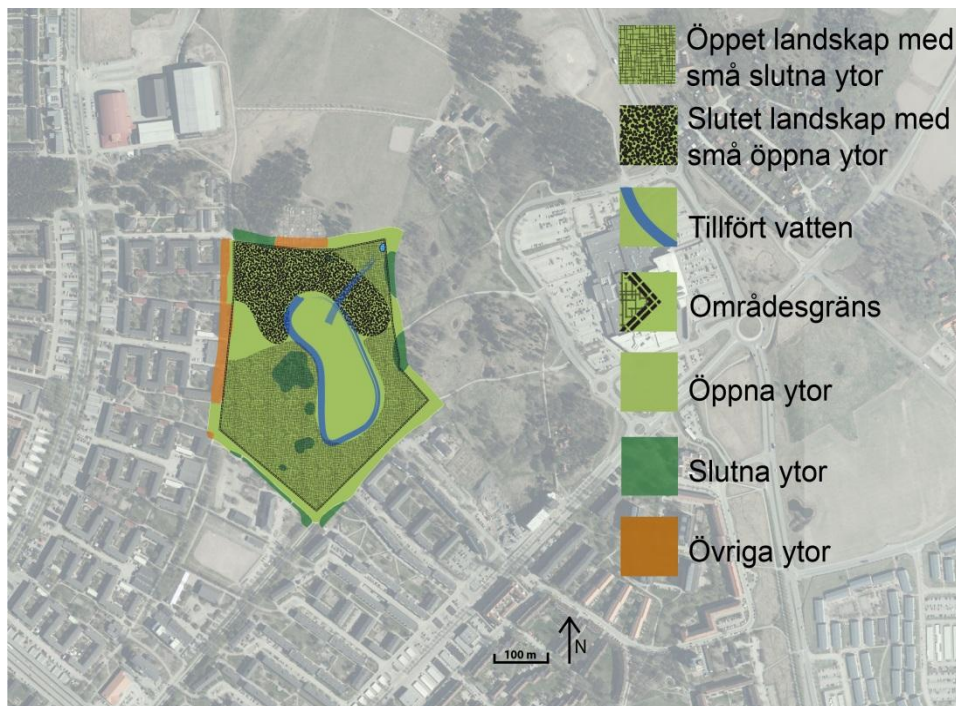 Öppet landskap med
små slutna ytor
Slutet landskap med
små öppna ytor
Tillfört vatten
Områdesgräns
Öppna ytor
Slutna ytor
Övriga ytor
100 m
N